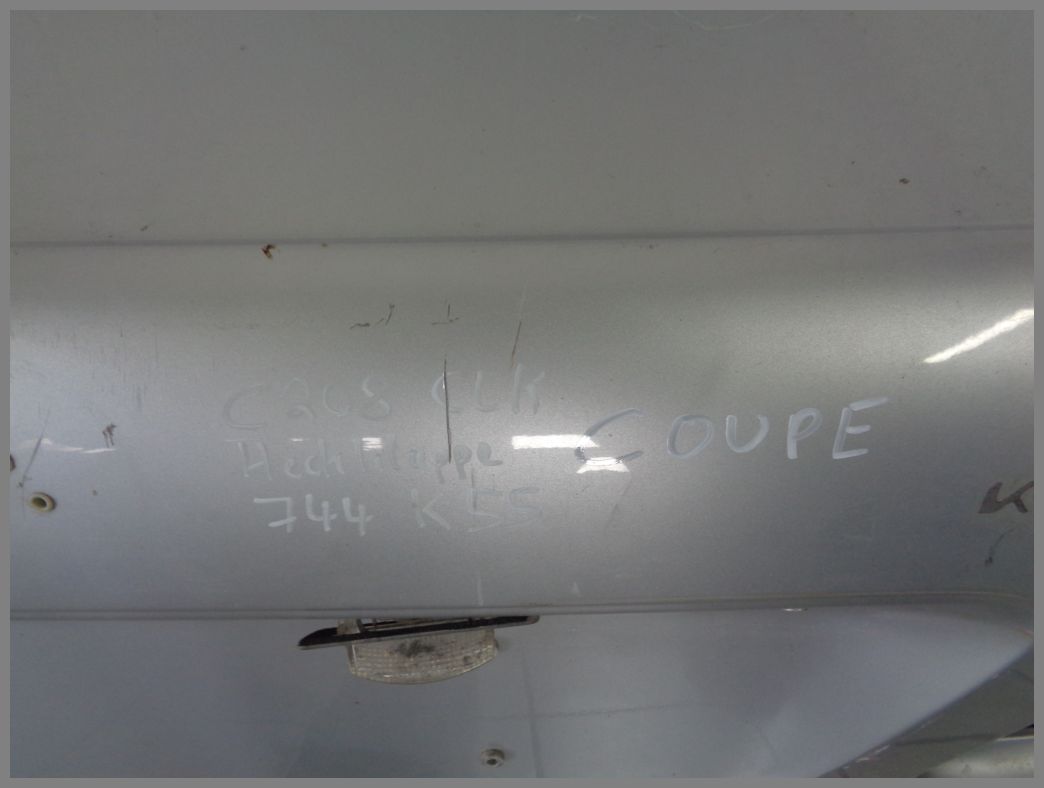 C208 CLK
Heckklappe COUPE
744 K55
K